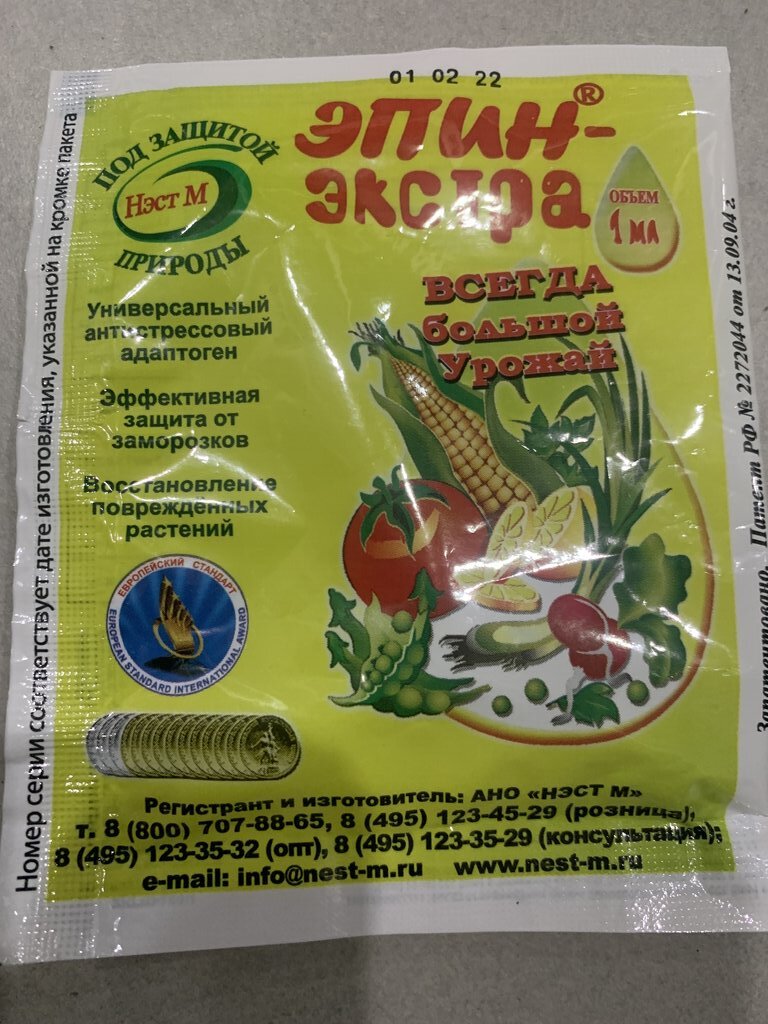 01 02 22
ЭПИН-®
экстра
ОБЪЕМ
1 мл
ПОД ЗАЩИТОЙ
Нэст М
ПРИРОДЫ
ВСЕГДА
большой
Урожай
Универсальный
антистрессовый
адаптоген
Эффективная
защита от
заморозков
Восстановление
повреждённых
растений
ЕВРОПЕЙСКИЙ СТАНДАРТ
EUROPEAN STANDARD INTERNATIONAL AWARD
Регистрант и изготовитель: АНО «НЭСТ М»
т. 8 (800) 707-88-65, 8 (495) 123-45-29 (розница),
8 (495) 123-35-32 (опт), 8 (495) 123-35-29 (консультация);
e-mail: info@nest-m.ru www.nest-m.ru
Номер серии соответствует дате изготовления, указанной на кромке пакета
Запатентовано. Патент РФ № 2272044 от 13.09.04 г.